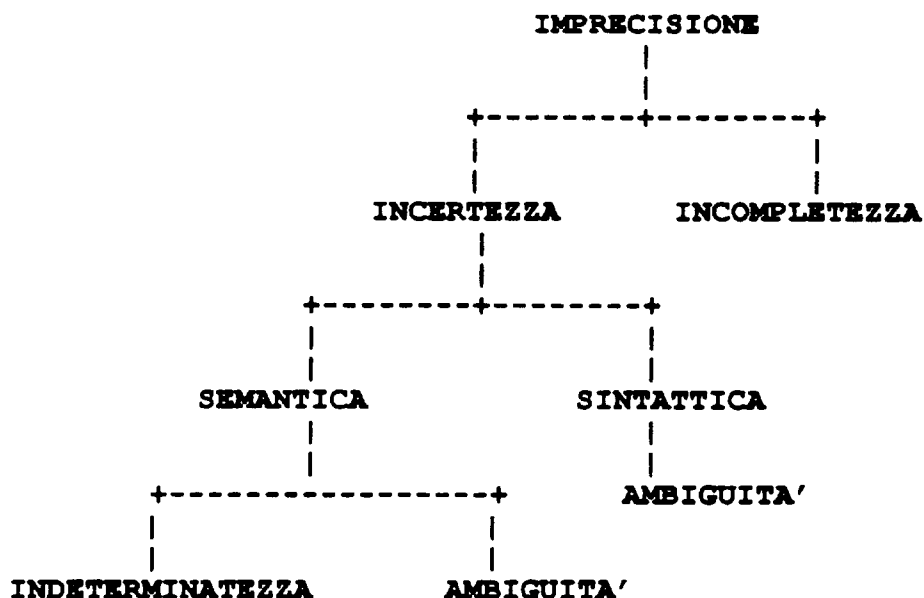 IMPRECISIONE
INCERTEZZA INCOMPLETEZZA
SEMANTICA SINTATTICA
AMBIGUITA'
INDETERMINATEZZA AMBIGUITA'